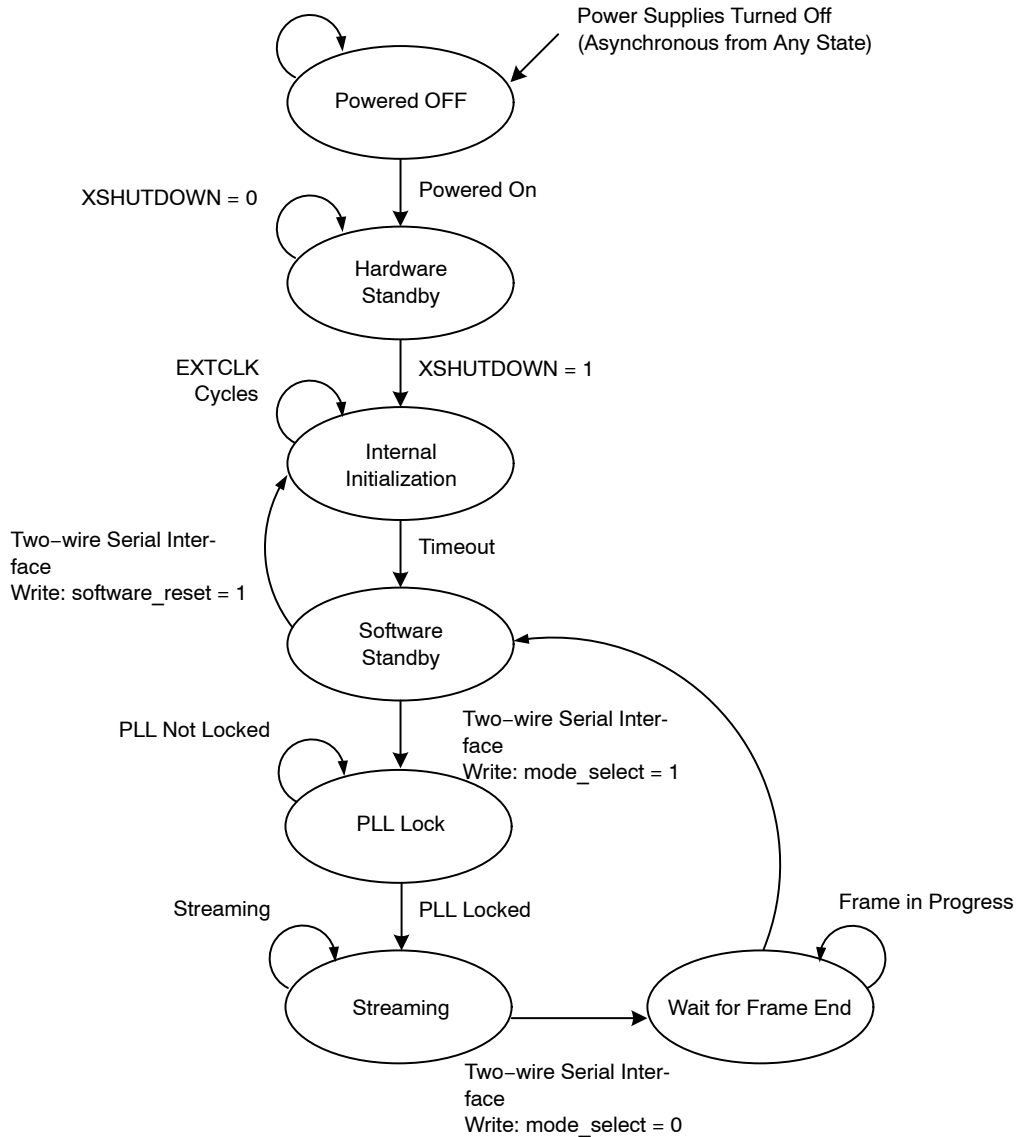 Power Supplies Turned Off
(Asynchronous from Any State)
Powered OFF
Powered On
XSHUTDOWN = 0
Hardware
Standby
XSHUTDOWN = 1
EXTCLK
Cycles
Internal
Initialization
Timeout
Two−wire Serial Inter-
face
Write: software_reset = 1
Software
Standby
Two−wire Serial Inter-
face
Write: mode_select = 1
PLL Not Locked
PLL Lock
PLL Locked
Streaming
Frame in Progress
Streaming
Wait for Frame End
Two−wire Serial Inter-
face
Write: mode_select = 0